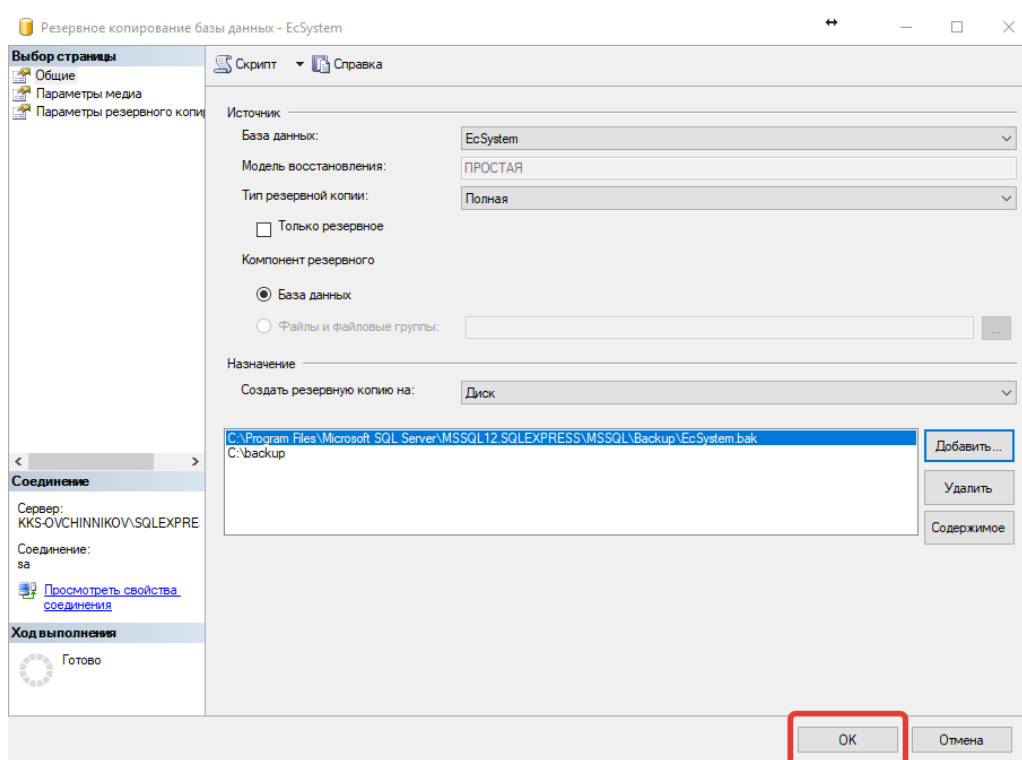 Резервное копирование базы данных - EcSystem
Выбор страницы
Общие
Параметры медиа
Параметры резервного копи
Скрипт
Справка
Источник
База данных:
EcSystem
Модель восстановления:
ПРОСТАЯ
Тип резервной копии:
Полная
Только резервное
Компонент резервного
База данных
Файлы и файловые группы:
...
Назначение
Создать резервную копию на:
Диск
C:\Program Files\Microsoft SQL Server\MSSQL12.SQLEXPRESS\MSSQL\Backup\EcSystem.bak
C:\backup
Добавить...
Удалить
Содержимое
Соединение
Сервер:
KKS-OVCHINNIKOV\SQLEXPRE
Соединение:
sa
Просмотреть свойства
соединения
Ход выполнения
Готово
OK
Отмена